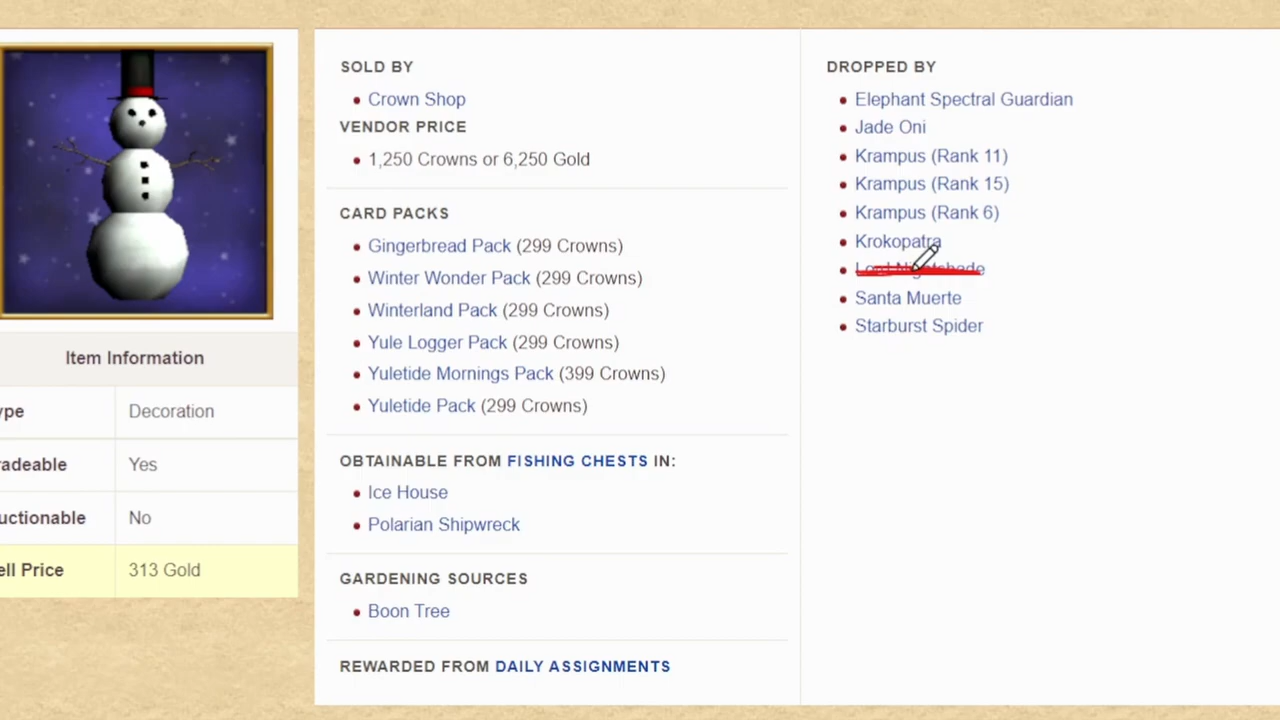 Item Information
ype Decoration
radeable Yes
uctionable No
ell Price 313 Gold
SOLD BY
Crown Shop
VENDOR PRICE
1,250 Crowns or 6,250 Gold
CARD PACKS
Gingerbread Pack (299 Crowns)
Winter Wonder Pack (299 Crowns)
Winterland Pack (299 Crowns)
Yule Logger Pack (299 Crowns)
Yuletide Mornings Pack (399 Crowns)
Yuletide Pack (299 Crowns)
OBTAINABLE FROM FISHING CHESTS IN:
Ice House
Polarian Shipwreck
GARDENING SOURCES
Boon Tree
REWARDED FROM DAILY ASSIGNMENTS
DROPPED BY
Elephant Spectral Guardian
Jade Oni
Krampus (Rank 11)
Krampus (Rank 15)
Krampus (Rank 6)
Krokopatra
Lord Nightshade
Santa Muerte
Starburst Spider